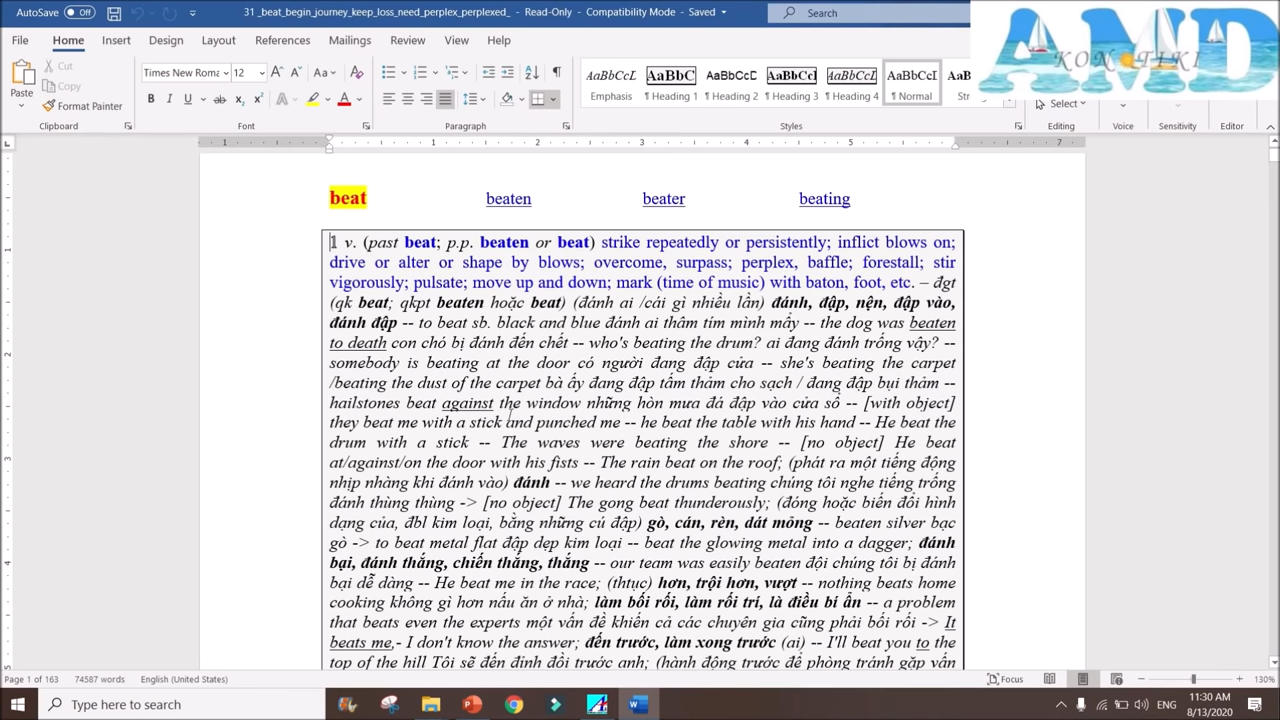 AutoSave Off 31 _beat_begin_journey_keep_loss_need_perplex_perplexed_ - Read-Only - Compatibility Mode - Saved Search
AMD
KON TIKI
File Home Insert Design Layout References Mailings Review View Help
Paste Cut Copy Format Painter
Times New Roma 12
AaBbCcL AaBbC AaBbCcD AaBbCc AaBbCcD AaBbCcI AaBb
Emphasis ¶ Heading 1 ¶ Heading 2 ¶ Heading 3 ¶ Heading 4 ¶ Normal Str
Select
Clipboard Font Paragraph Styles Editing Voice Sensitivity Editor
1 1 2 3 4 5 7
beat beaten beater beating
1 v. (past beat; p.p. beaten or beat) strike repeatedly or persistently; inflict blows on;
drive or alter or shape by blows; overcome, surpass; perplex, baffle; forestall; stir
vigorously; pulsate; move up and down; mark (time of music) with baton, foot, etc. – đgt
(qk beat; qkpt beaten hoặc beat) (đánh ai /cái gì nhiều lần) đánh, đập, nện, đập vào,
đánh đập -- to beat sb. black and blue đánh ai thâm tím mình mẩy -- the dog was beaten
to death con chó bị đánh đến chết -- who's beating the drum? ai đang đánh trống vậy? --
somebody is beating at the door có người đang đập cửa -- she's beating the carpet
/beating the dust of the carpet bà ấy đang đập tấm thảm cho sạch / đang đập bụi thảm --
hailstones beat against the window những hòn mưa đá đập vào cửa sổ -- [with object]
they beat me with a stick and punched me -- he beat the table with his hand -- He beat the
drum with a stick -- The waves were beating the shore -- [no object] He beat
at/against/on the door with his fists -- The rain beat on the roof; (phát ra một tiếng động
nhịp nhàng khi đánh vào) đánh -- we heard the drums beating chúng tôi nghe tiếng trống
đánh thùng thùng -> [no object] The gong beat thunderously; (đóng hoặc biến đổi hình
dạng của, đbl kim loại, bằng những cú đập) gò, cán, rèn, dát mỏng -- beaten silver bạc
gò -> to beat metal flat đập dẹp kim loại -- beat the glowing metal into a dagger; đánh
bại, đánh thắng, chiến thắng, thắng -- our team was easily beaten đội chúng tôi bị đánh
bại dễ dàng -- He beat me in the race; (thtục) hơn, trội hơn, vượt -- nothing beats home
cooking không gì hơn nấu ăn ở nhà; làm bối rối, làm rối trí, là điều bí ẩn -- a problem
that beats even the experts một vấn đề khiến cả các chuyên gia cũng phải bối rối -> It
beats me,- I don't know the answer; đến trước, làm xong trước (ai) -- I'll beat you to the
top of the hill Tôi sẽ đến đỉnh đồi trước anh; (hành động trước để phòng tránh gặp vấn
Page 1 of 163 74587 words English (United States) Focus 130%
Type here to search ENG 11:30 AM
8/13/2020